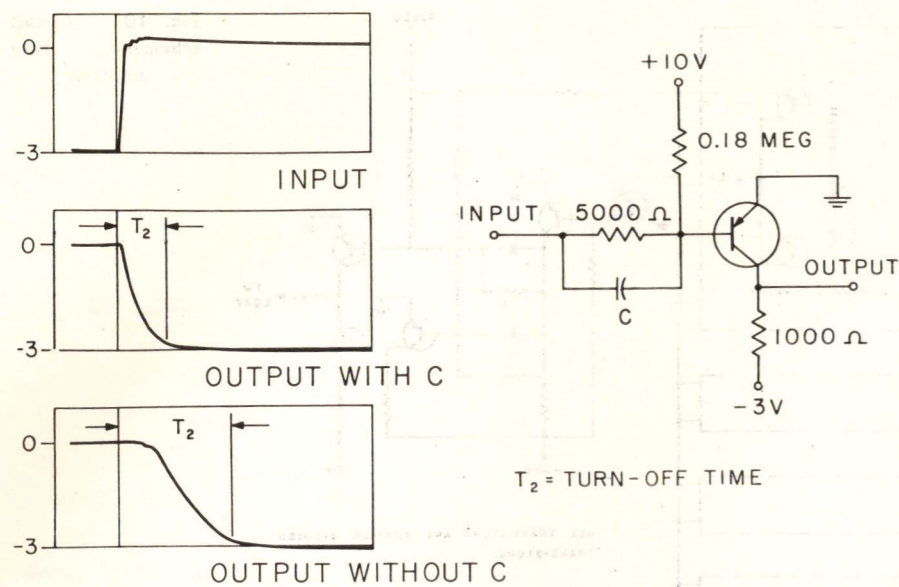 0
-3
INPUT
T₂
0
-3
OUTPUT WITH C
T₂
0
-3
OUTPUT WITHOUT C
+10V
0.18 MEG
INPUT
5000 Ω
C
OUTPUT
1000 Ω
-3V
T₂ = TURN-OFF TIME